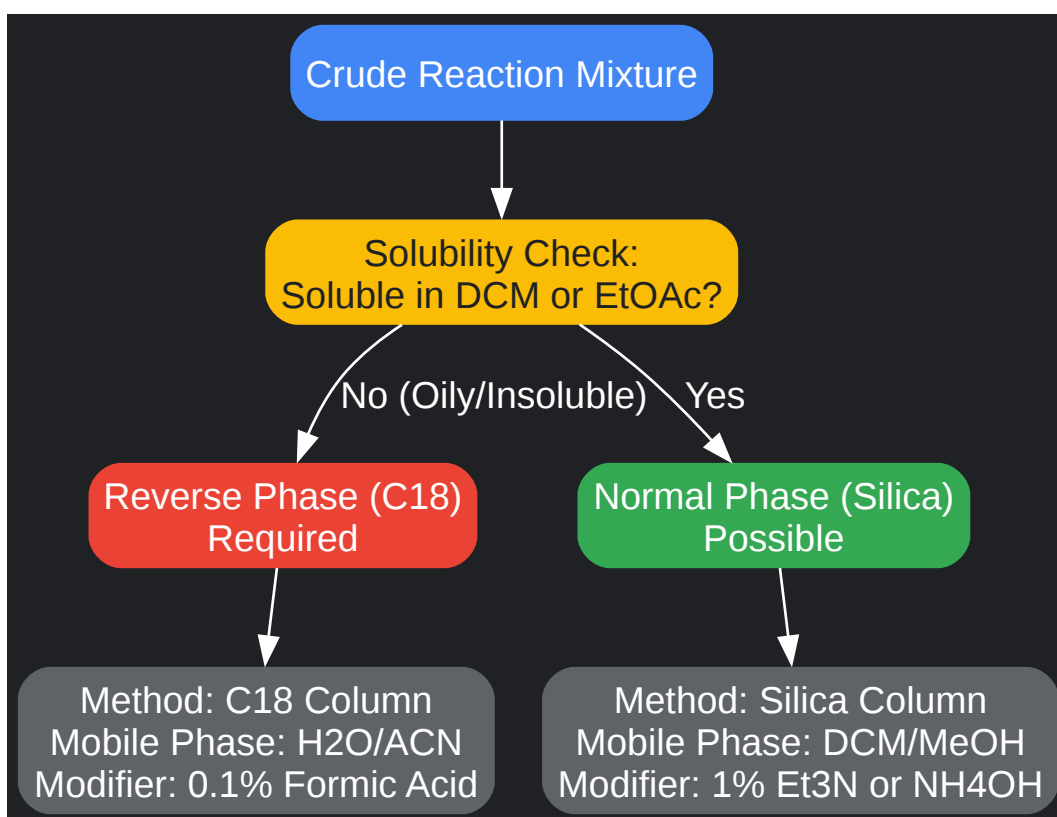 Crude Reaction Mixture
Solubility Check:
Soluble in DCM or EtOAc?
No (Oily/Insoluble)
Yes
Reverse Phase (C18)
Required
Normal Phase (Silica)
Possible
Method: C18 Column
Mobile Phase: H2O/ACN
Modifier: 0.1% Formic Acid
Method: Silica Column
Mobile Phase: DCM/MeOH
Modifier: 1% Et3N or NH4OH